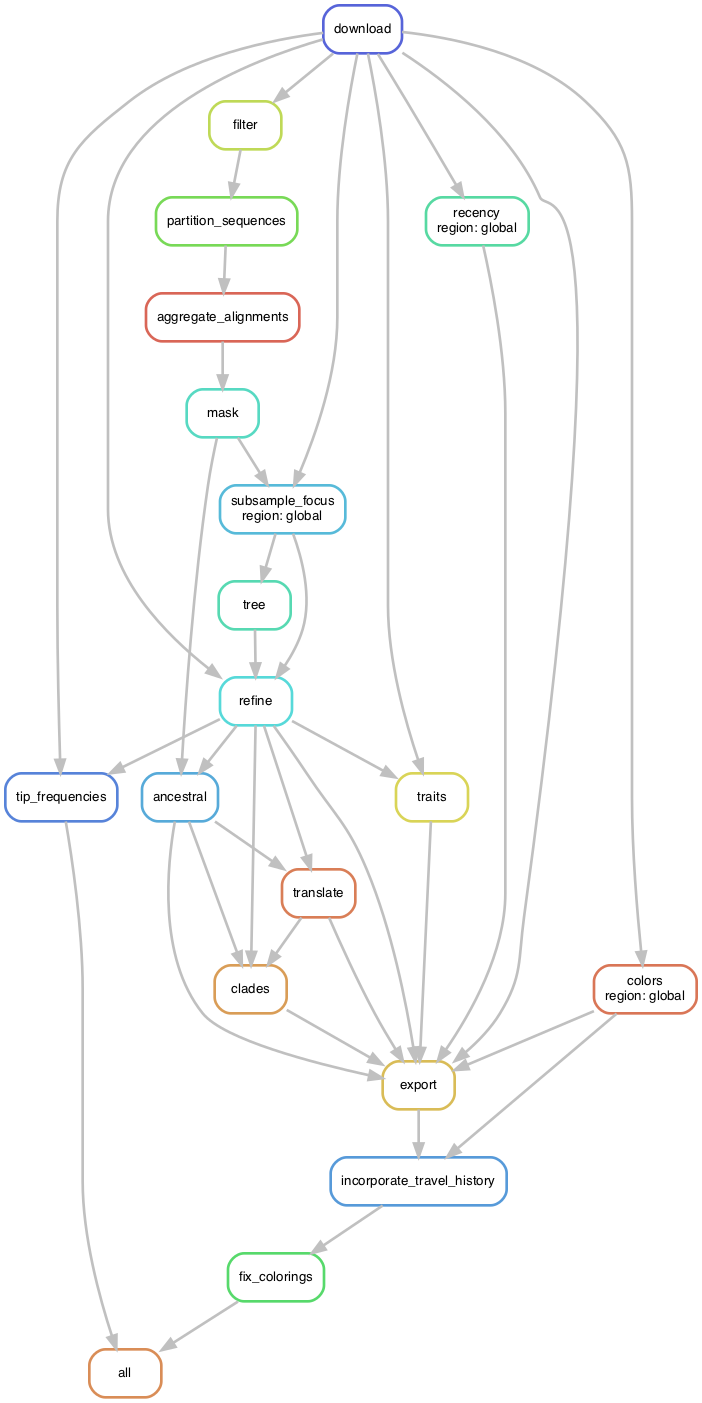 download
filter
partition_sequences
recency
region: global
aggregate_alignments
mask
subsample_focus
region: global
tree
refine
tip_frequencies
ancestral
traits
translate
clades
colors
region: global
export
incorporate_travel_history
fix_colorings
all